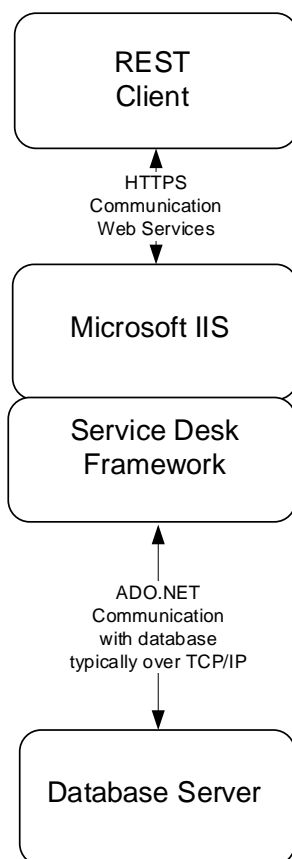 REST
Client
HTTPS
Communication
Web Services
Microsoft IIS
Service Desk
Framework
ADO.NET
Communication
with database
typically over TCP/IP
Database Server